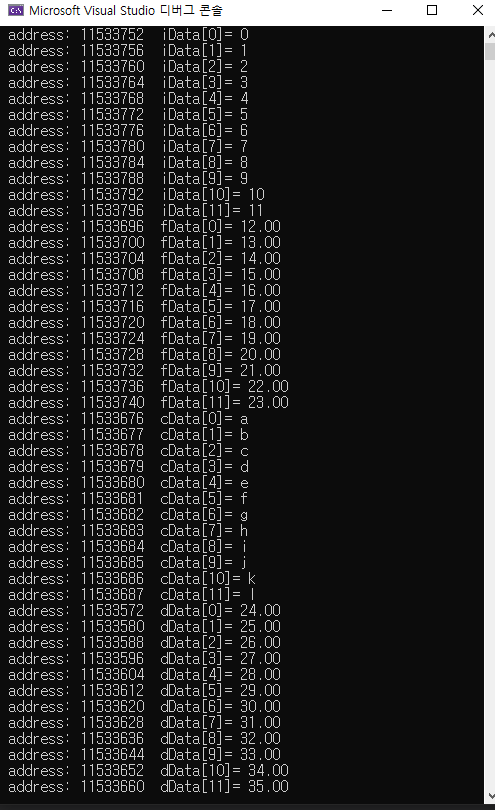 Microsoft Visual Studio 디버그 콘솔
address: 11533752  iData[0]= 0
address: 11533756  iData[1]= 1
address: 11533760  iData[2]= 2
address: 11533764  iData[3]= 3
address: 11533768  iData[4]= 4
address: 11533772  iData[5]= 5
address: 11533776  iData[6]= 6
address: 11533780  iData[7]= 7
address: 11533784  iData[8]= 8
address: 11533788  iData[9]= 9
address: 11533792  iData[10]= 10
address: 11533796  iData[11]= 11
address: 11533696  fData[0]= 12.00
address: 11533700  fData[1]= 13.00
address: 11533704  fData[2]= 14.00
address: 11533708  fData[3]= 15.00
address: 11533712  fData[4]= 16.00
address: 11533716  fData[5]= 17.00
address: 11533720  fData[6]= 18.00
address: 11533724  fData[7]= 19.00
address: 11533728  fData[8]= 20.00
address: 11533732  fData[9]= 21.00
address: 11533736  fData[10]= 22.00
address: 11533740  fData[11]= 23.00
address: 11533676  cData[0]= a
address: 11533677  cData[1]= b
address: 11533678  cData[2]= c
address: 11533679  cData[3]= d
address: 11533680  cData[4]= e
address: 11533681  cData[5]= f
address: 11533682  cData[6]= g
address: 11533683  cData[7]= h
address: 11533684  cData[8]= i
address: 11533685  cData[9]= j
address: 11533686  cData[10]= k
address: 11533687  cData[11]= l
address: 11533572  dData[0]= 24.00
address: 11533580  dData[1]= 25.00
address: 11533588  dData[2]= 26.00
address: 11533596  dData[3]= 27.00
address: 11533604  dData[4]= 28.00
address: 11533612  dData[5]= 29.00
address: 11533620  dData[6]= 30.00
address: 11533628  dData[7]= 31.00
address: 11533636  dData[8]= 32.00
address: 11533644  dData[9]= 33.00
address: 11533652  dData[10]= 34.00
address: 11533660  dData[11]= 35.00